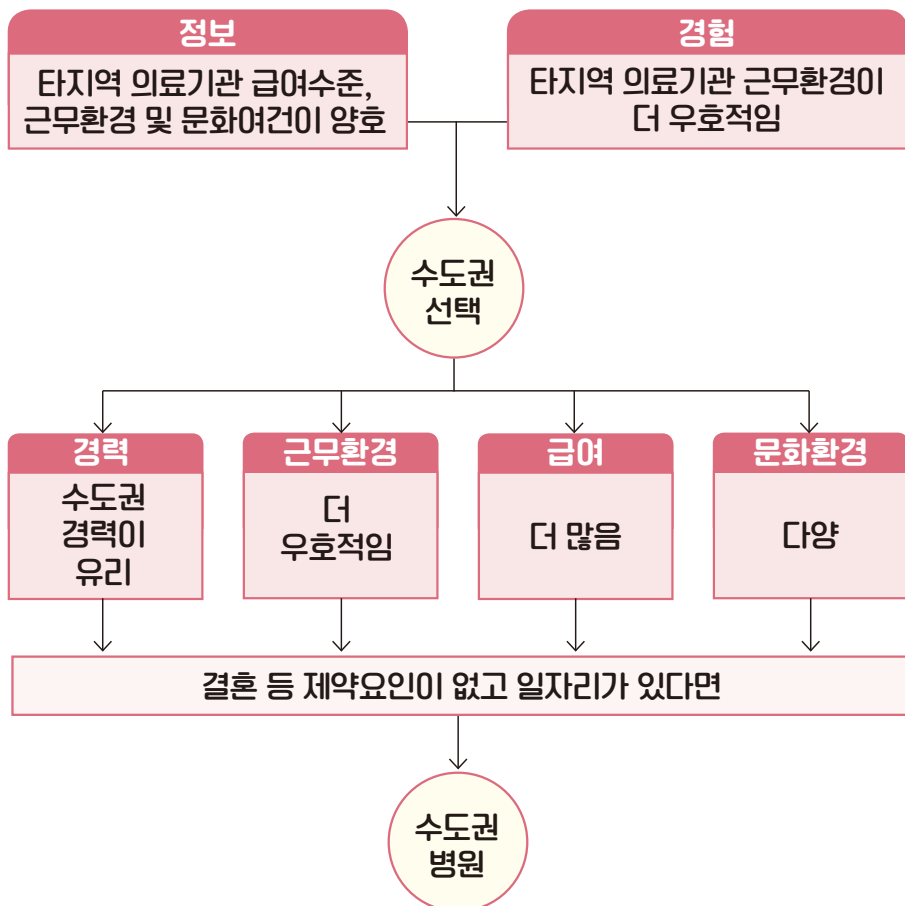 정보
타지역 의료기관 급여수준,
근무환경 및 문화여건이 양호
경험
타지역 의료기관 근무환경이
더 우호적임
수도권
선택
경력
수도권
경력이
유리
근무환경
더
우호적임
급여
더 많음
문화환경
다양
결혼 등 제약요인이 없고 일자리가 있다면
수도권
병원